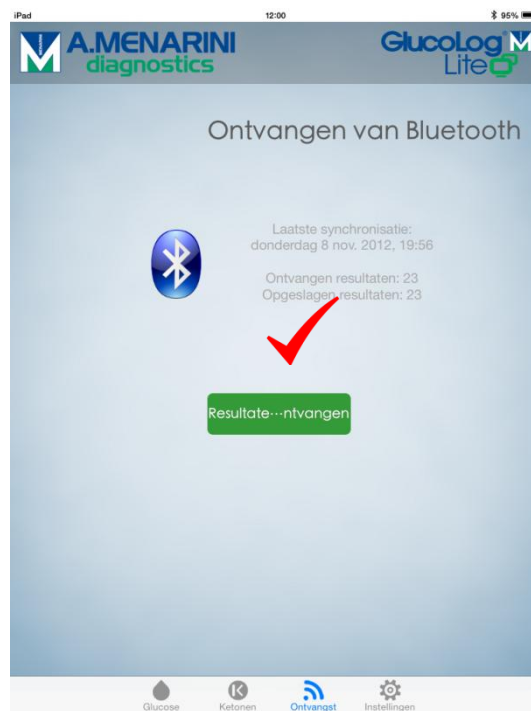 iPad 12:00 95%
A.MENARINI
diagnostics
GlucoLog
Lite
Ontvangen van Bluetooth
Laatste synchronisatie:
donderdag 8 nov. 2012, 19:56
Ontvangen resultaten: 23
Opgeslagen resultaten: 23
Resultate···ntvangen
Glucose Ketonen Ontvangst Instellingen